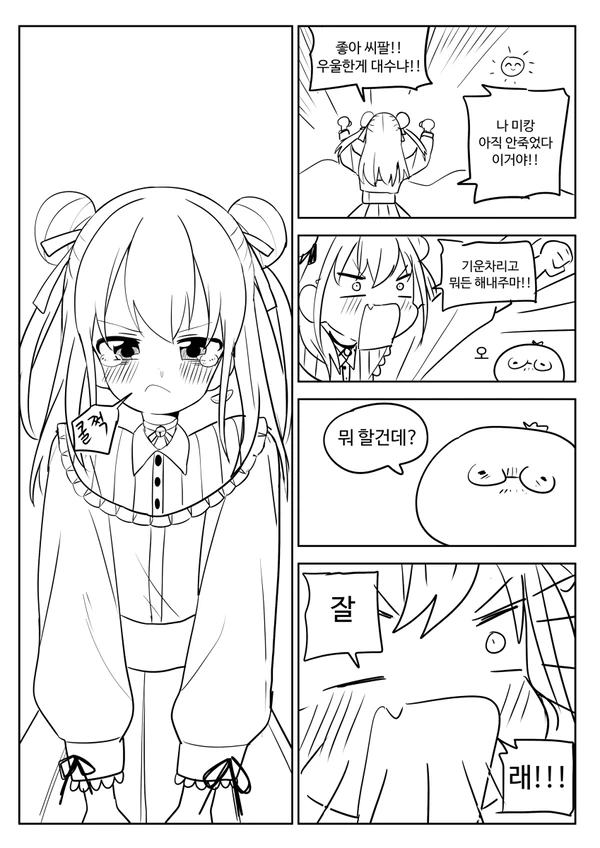 쿨쩍
좋아 씨팔!!
우울한게 대수냐!!
나 미캉
아직 안죽었다
이거야!!
기운차리고
뭐든 해내주마!!
오
뭐 할건데?
잘
래!!!